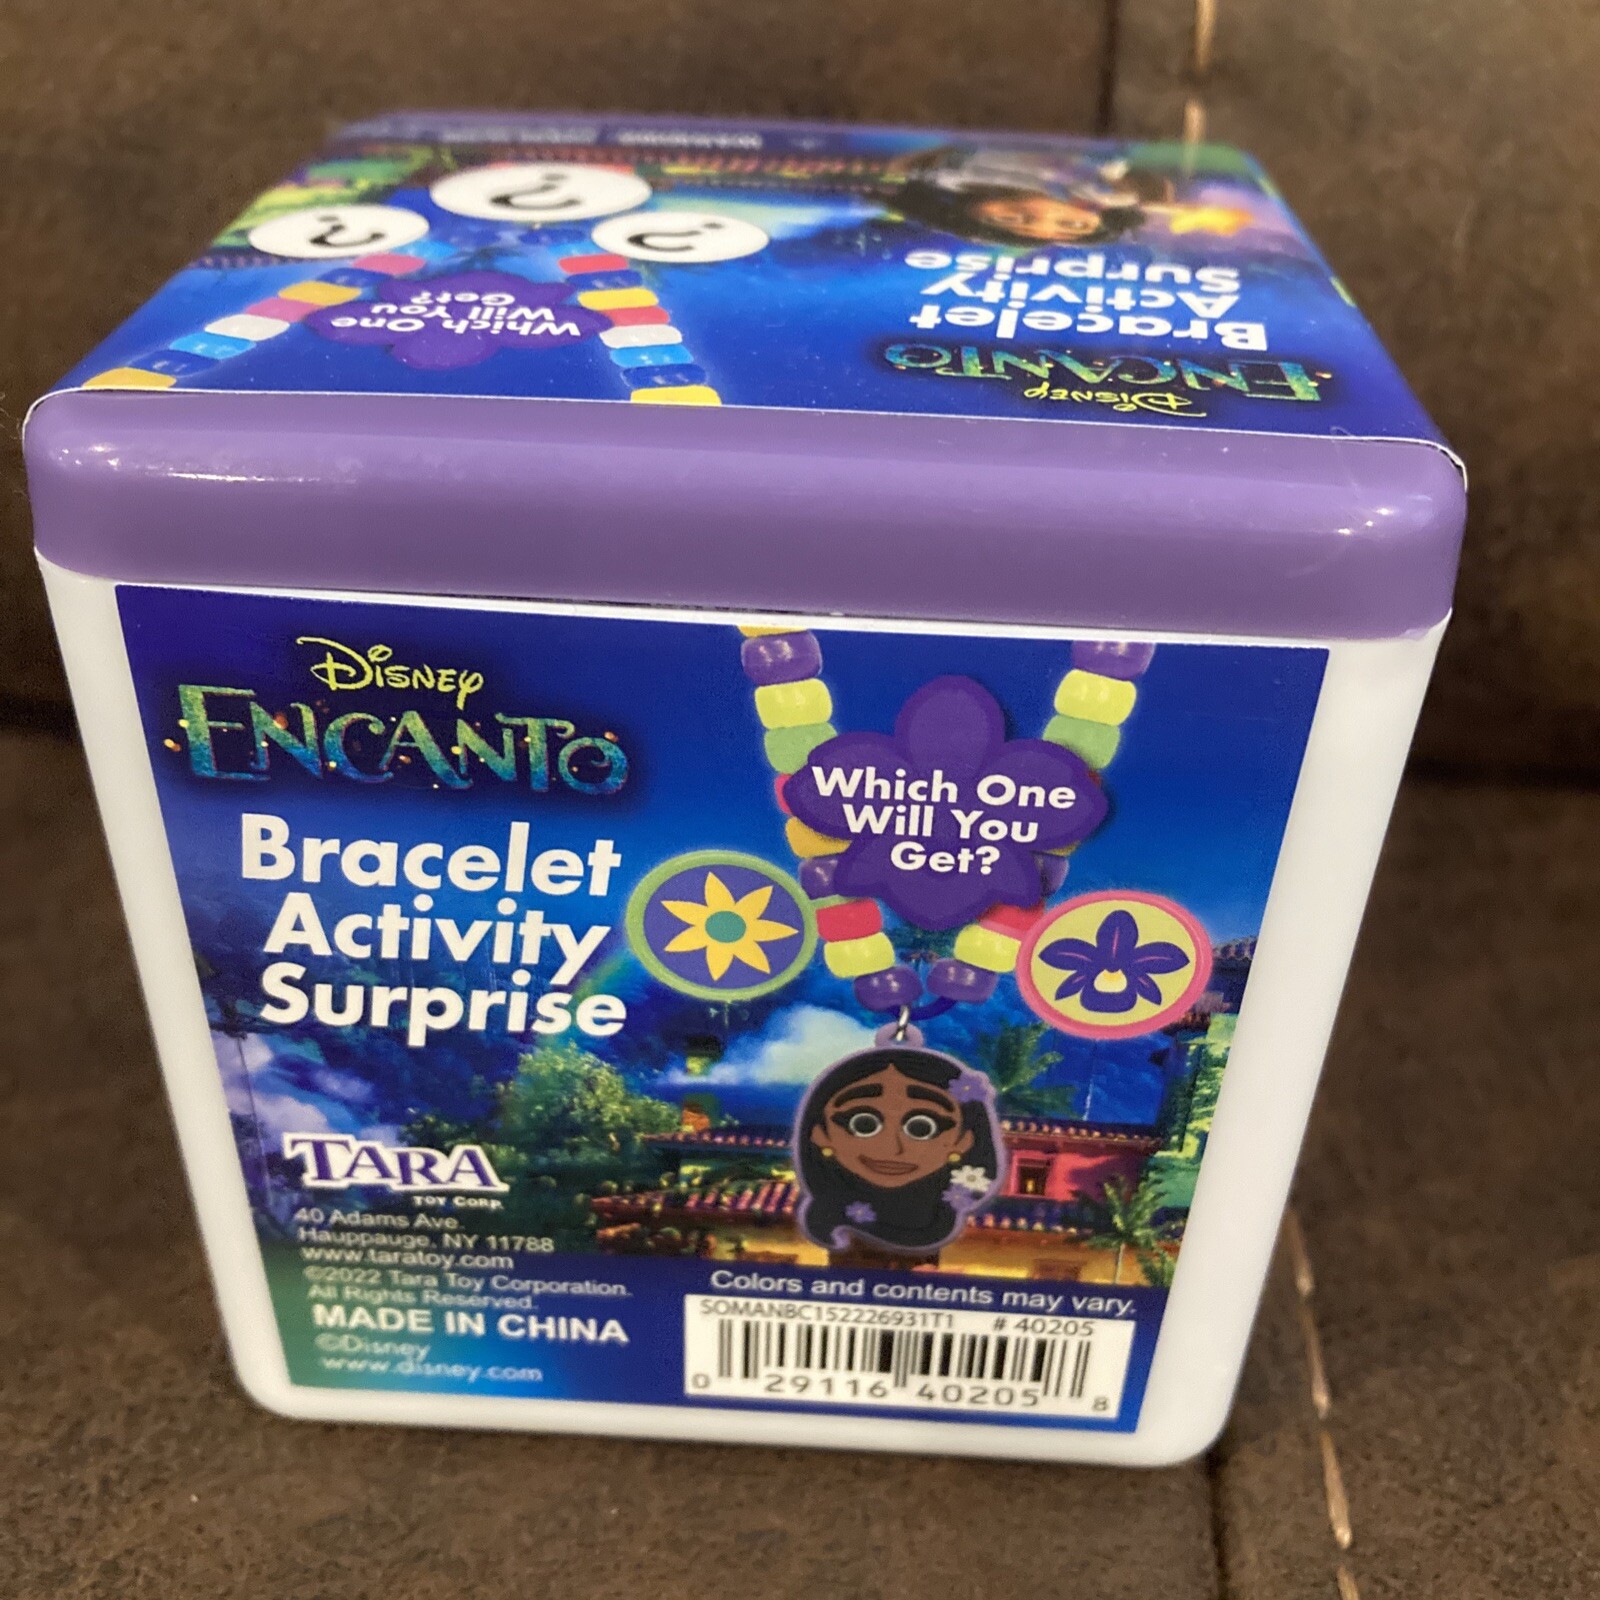 WARNING:
Which One
Will You
Get?
DISNEY
ENCANTO
Bracelet
Activity
Surprise
DISNEY
ENCANTO
Bracelet
Activity
Surprise
Which One
Will You
Get?
TARA
TOY CORP.
40 Adams Ave.
Hauppauge, NY 11788
www.taratoy.com
©2022 Tara Toy Corporation.
All Rights Reserved.
MADE IN CHINA
©Disney
www.disney.com
Colors and contents may vary.
SOMANBC152226931T1 # 40205
0 29116 40205 8